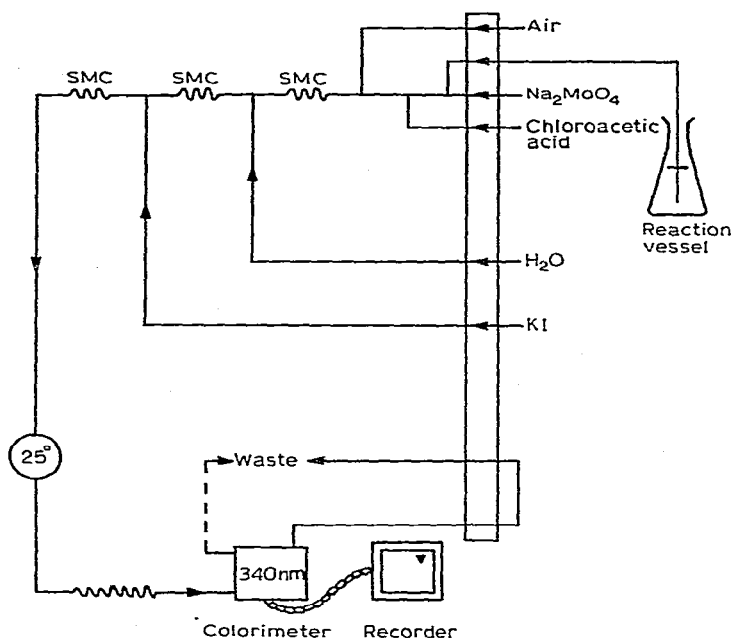 Air
SMC SMC SMC
Na₂MoO₄
Chloroacetic
acid
Reaction
vessel
H₂O
KI
25°
Waste
340nm
Colorimeter Recorder